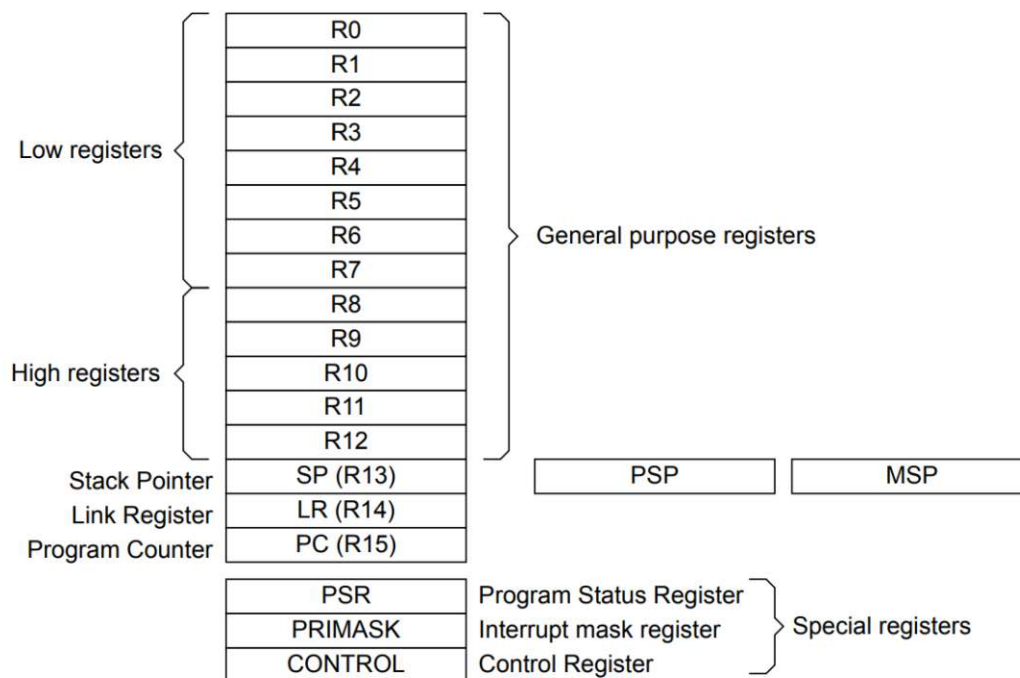 R0
R1
R2
R3
Low registers
R4
R5
R6
General purpose registers
R7
R8
R9
High registers
R10
R11
R12
Stack Pointer SP (R13) PSP MSP
Link Register LR (R14)
Program Counter PC (R15)
PSR Program Status Register
PRIMASK Interrupt mask register Special registers
CONTROL Control Register